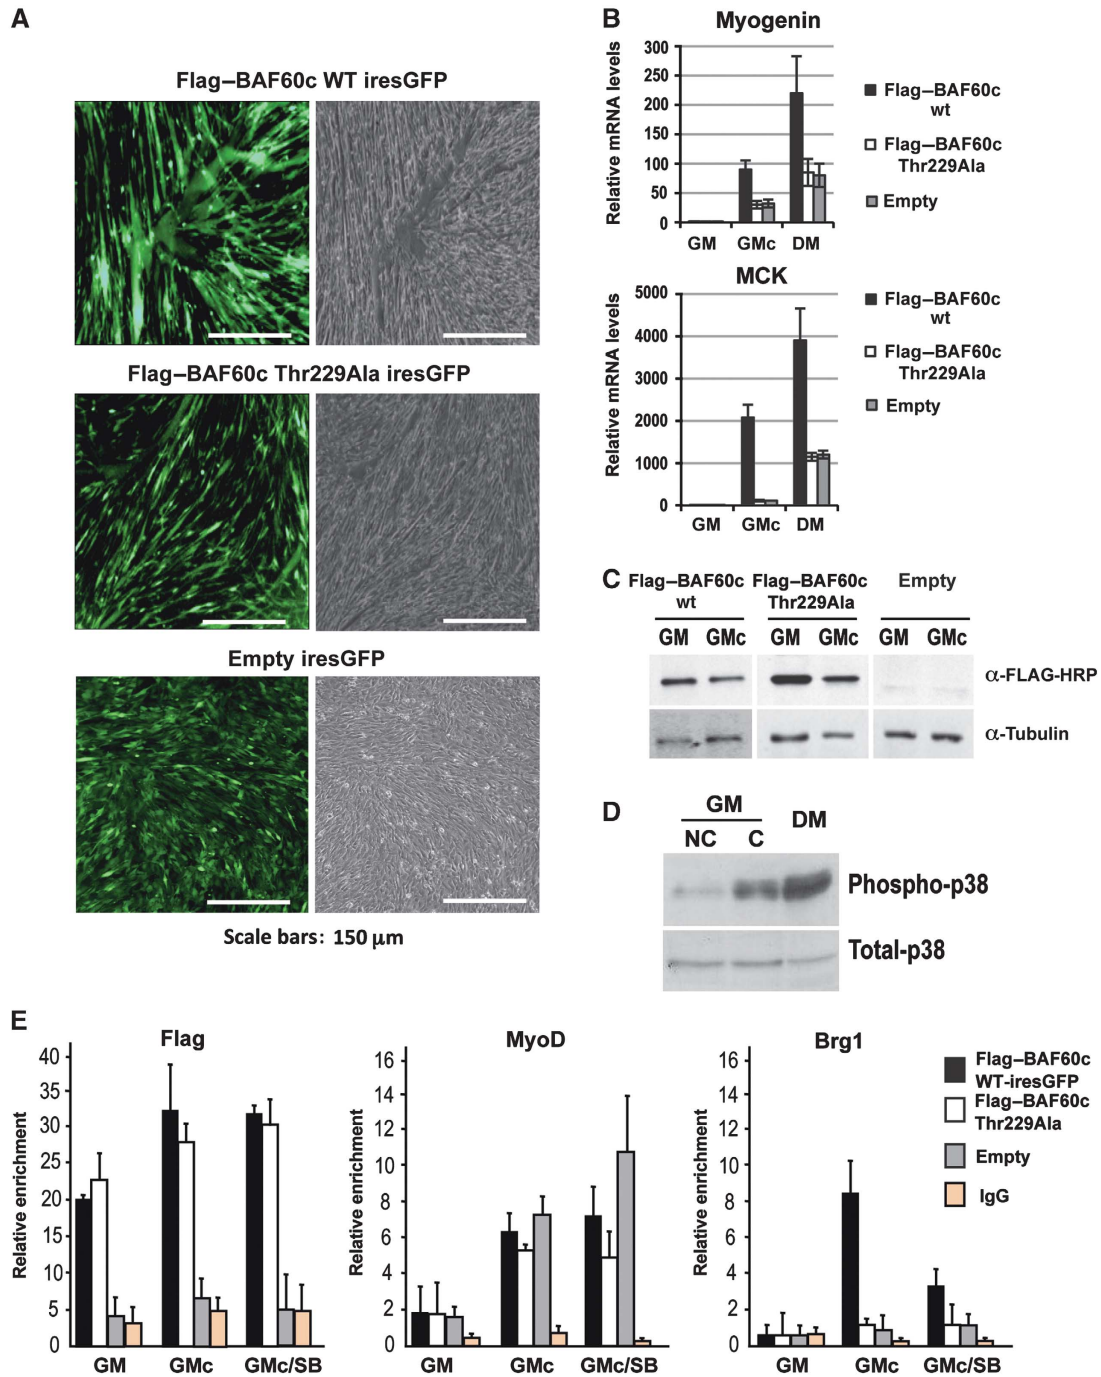 A
Flag–BAF60c WT iresGFP
Flag–BAF60c Thr229Ala iresGFP
Empty iresGFP
Scale bars: 150 μm
B
Myogenin
Relative mRNA levels
300
250
200
150
100
50
0
GM GMc DM
Flag–BAF60c
wt
Flag–BAF60c
Thr229Ala
Empty
MCK
Relative mRNA levels
5000
4000
3000
2000
1000
0
GM GMc DM
Flag–BAF60c
wt
Flag–BAF60c
Thr229Ala
Empty
C
Flag–BAF60c
wt
Flag–BAF60c
Thr229Ala
Empty
GM GMc GM GMc GM GMc
α-FLAG-HRP
α-Tubulin
D
GM
NC C DM
Phospho-p38
Total-p38
E
Flag
Relative enrichment
40
35
30
25
20
15
10
5
0
GM GMc GMc/SB
MyoD
Relative enrichment
16
14
12
10
8
6
4
2
0
GM GMc GMc/SB
Brg1
Relative enrichment
16
14
12
10
8
6
4
2
0
GM GMc GMc/SB
Flag–BAF60c
WT-iresGFP
Flag–BAF60c
Thr229Ala
Empty
IgG